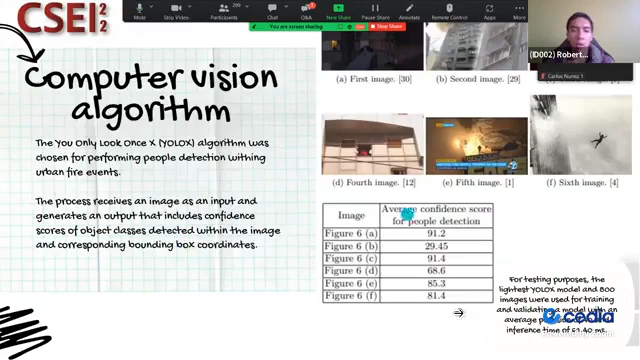 Mute
Stop Video
Participants
299
Chat
Q&A
New Share
Pause Share
Annotate
Remote Control
Apps
More
You are screen sharing
Stop Share
CSEI 22
Computer vision
algorithm
The You Only Look Once X (YOLOX) algorithm was
chosen for performing people detection withing
urban fire events.
The process receives an image as an input and
generates an output that includes confidence
scores of object classes detected within the image
and corresponding bounding box coordinates.
(ID002) Robert...
Carlos Nunez 1
(a) First image. [30]
(b) Second image. [29]
(d) Fourth image. [12]
(e) Fifth image. [1]
(f) Sixth image. [4]
Image
Average confidence score
for people detection
Figure 6 (a) 91.2
Figure 6 (b) 29.45
Figure 6 (c) 91.4
Figure 6 (d) 68.6
Figure 6 (e) 85.3
Figure 6 (f) 81.4
For testing purposes, the
lightest YOLOX model and 800
images were used for training
and validating a model with an
average
inference time of
ms.
cedia